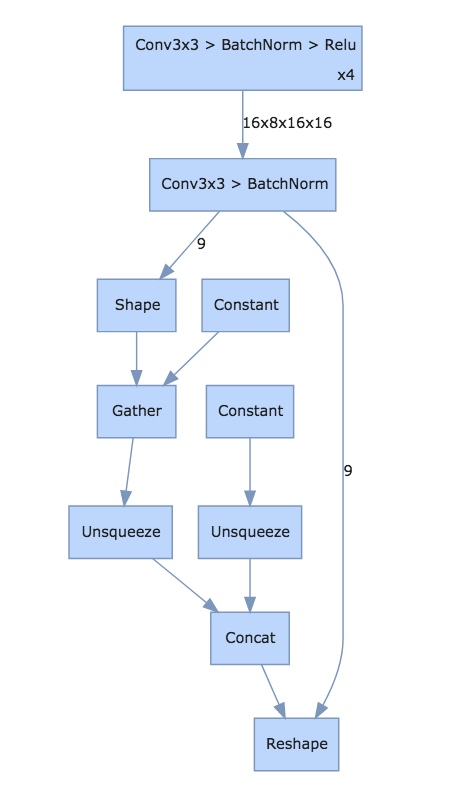 Conv3x3 > BatchNorm > Relu
x4
16x8x16x16
Conv3x3 > BatchNorm
9
Shape
Constant
Gather
Constant
9
Unsqueeze
Unsqueeze
Concat
Reshape